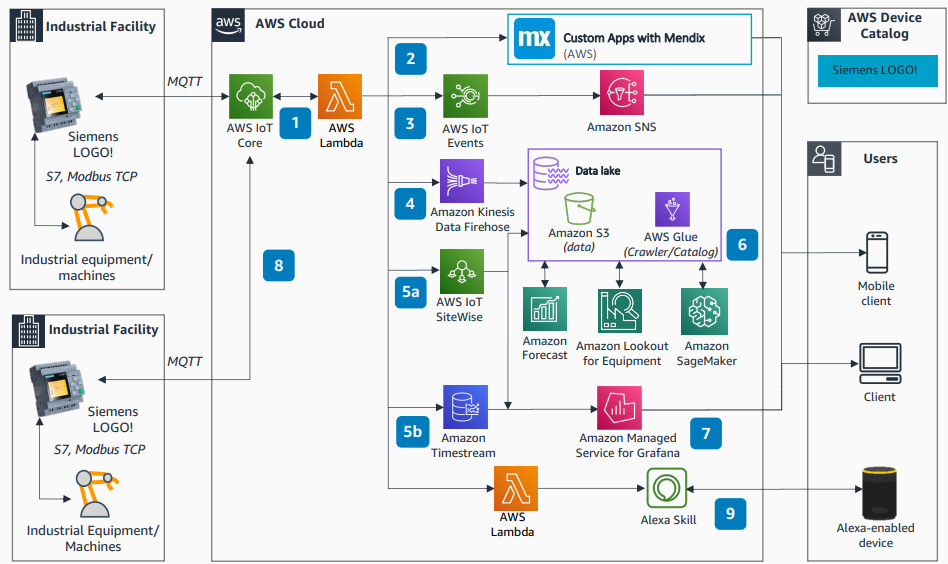 Industrial Facility
MQTT
Siemens
LOGO!
S7, Modbus TCP
Industrial equipment/
machines
Industrial Facility
MQTT
Siemens
LOGO!
S7, Modbus TCP
Industrial Equipment/
Machines
aws
AWS Cloud
AWS IoT
Core
1
AWS
Lambda
8
2
mx
Custom Apps with Mendix
(AWS)
3
AWS IoT
Events
Amazon SNS
4
Amazon Kinesis
Data Firehose
Data lake
Amazon S3
(data)
AWS Glue
(Crawler/Catalog)
6
5a
AWS IoT
SiteWise
Amazon
Forecast
Amazon Lookout
for Equipment
Amazon
SageMaker
5b
Amazon
Timestream
Amazon Managed
Service for Grafana
7
AWS
Lambda
Alexa Skill
9
AWS Device
Catalog
Siemens LOGO!
Users
Mobile
client
Client
Alexa-enabled
device